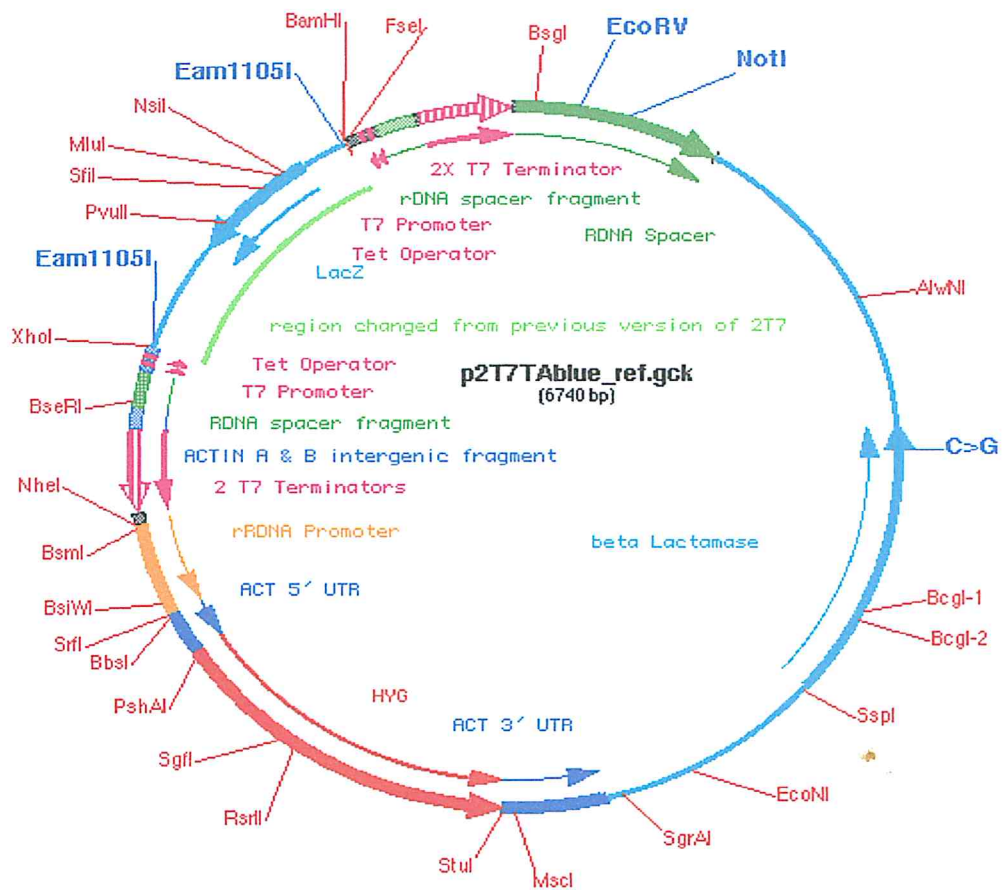 BamHI
FseI
BsgI
EcoRV
NotI
Eam1105I
NsiI
MluI
SfiI
PvuII
Eam1105I
XhoI
BseRI
NheI
BsmI
BsiWI
SrfI
BbsI
PshAI
SgfI
RsrII
StuI
MscI
SgrAI
EcoNI
SspI
BcgI-2
BcgI-1
C>G
AlwNI
2X T7 Terminator
rDNA spacer fragment
T7 Promoter
RDNA Spacer
Tet Operator
LacZ
region changed from previous version of 2T7
Tet Operator
p2T7TAblue_ref.gck
(6740 bp)
T7 Promoter
RDNA spacer fragment
ACTIN A & B intergenic fragment
2 T7 Terminators
rRDNA Promoter
beta Lactamase
ACT 5' UTR
HYG
ACT 3' UTR